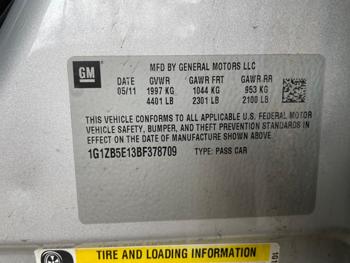 GM
MFD BY GENERAL MOTORS LLC
DATE GVWR GAWR FRT GAWR RR
05/11 1997 KG 1044 KG 953 KG
4401 LB 2301 LB 2100 LB
THIS VEHICLE CONFORMS TO ALL APPLICABLE U.S. FEDERAL MOTOR
VEHICLE SAFETY, BUMPER, AND THEFT PREVENTION STANDARDS IN
EFFECT ON THE DATE OF MANUFACTURE SHOWN ABOVE.
1G1ZB5E13BF378709 TYPE: PASS CAR
TIRE AND LOADING INFORMATION